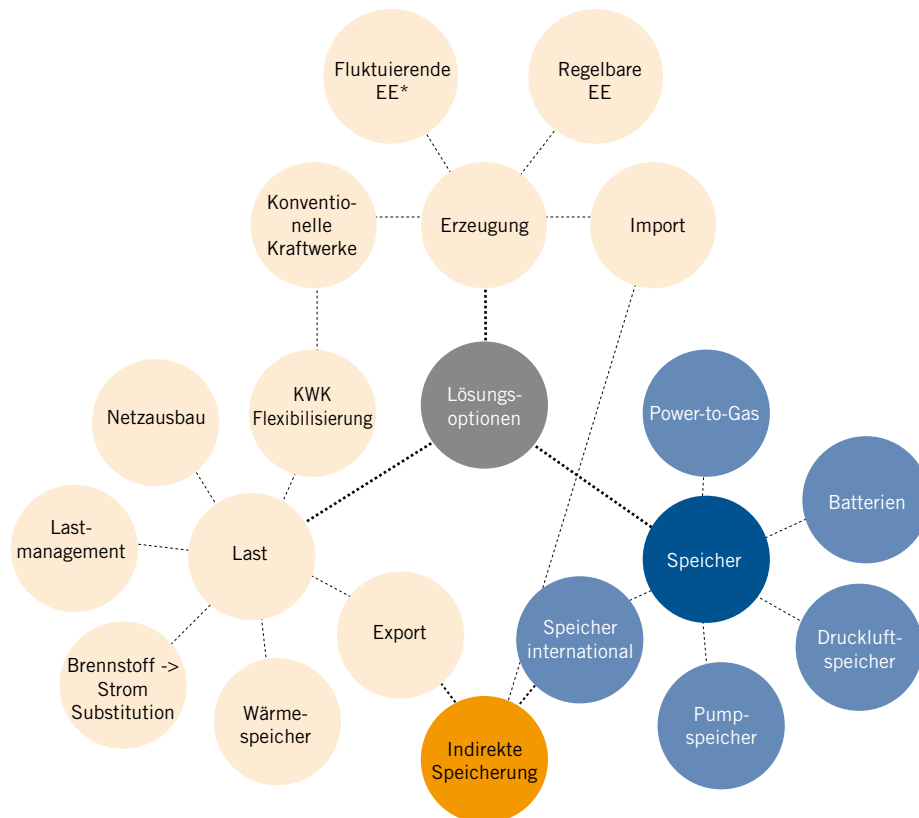 Fluktuierende
EE*
Regelbare
EE
Konventio-
nelle
Kraftwerke
Erzeugung
Import
Netzausbau
KWK
Flexibilisierung
Lösungs-
optionen
Power-to-Gas
Last-
management
Last
Speicher
Batterien
Brennstoff ->
Strom
Substitution
Wärme-
speicher
Export
Speicher
international
Druckluft-
speicher
Pump-
speicher
Indirekte
Speicherung